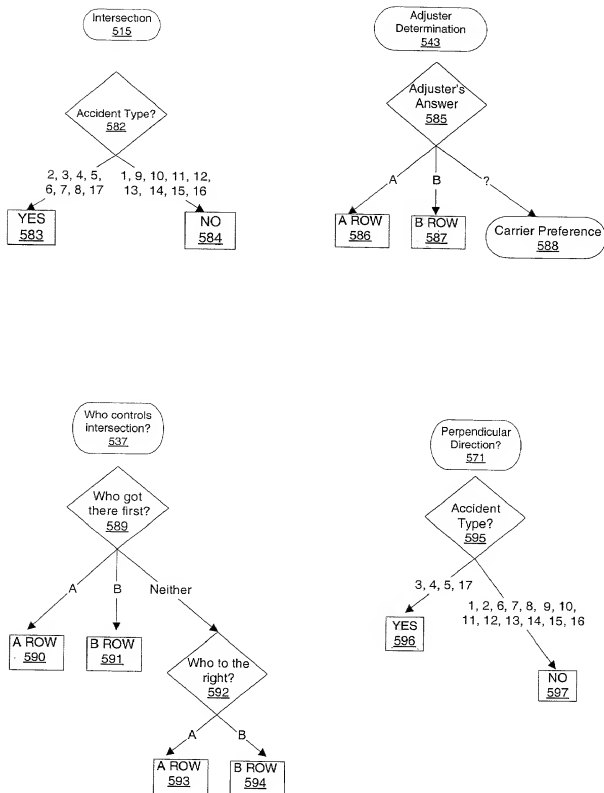 Intersection
515
Accident Type?
582
2, 3, 4, 5,
6, 7, 8, 17
1, 9, 10, 11, 12,
13, 14, 15, 16
YES
583
NO
584
Adjuster
Determination
543
Adjuster's
Answer
585
A
B
?
A ROW
586
B ROW
587
Carrier Preference
588
Who controls
intersection?
537
Who got
there first?
589
A
B
Neither
A ROW
590
B ROW
591
Who to the
right?
592
A
B
A ROW
593
B ROW
594
Perpendicular
Direction?
571
Accident
Type?
595
3, 4, 5, 17
1, 2, 6, 7, 8, 9, 10,
11, 12, 13, 14, 15, 16
YES
596
NO
597